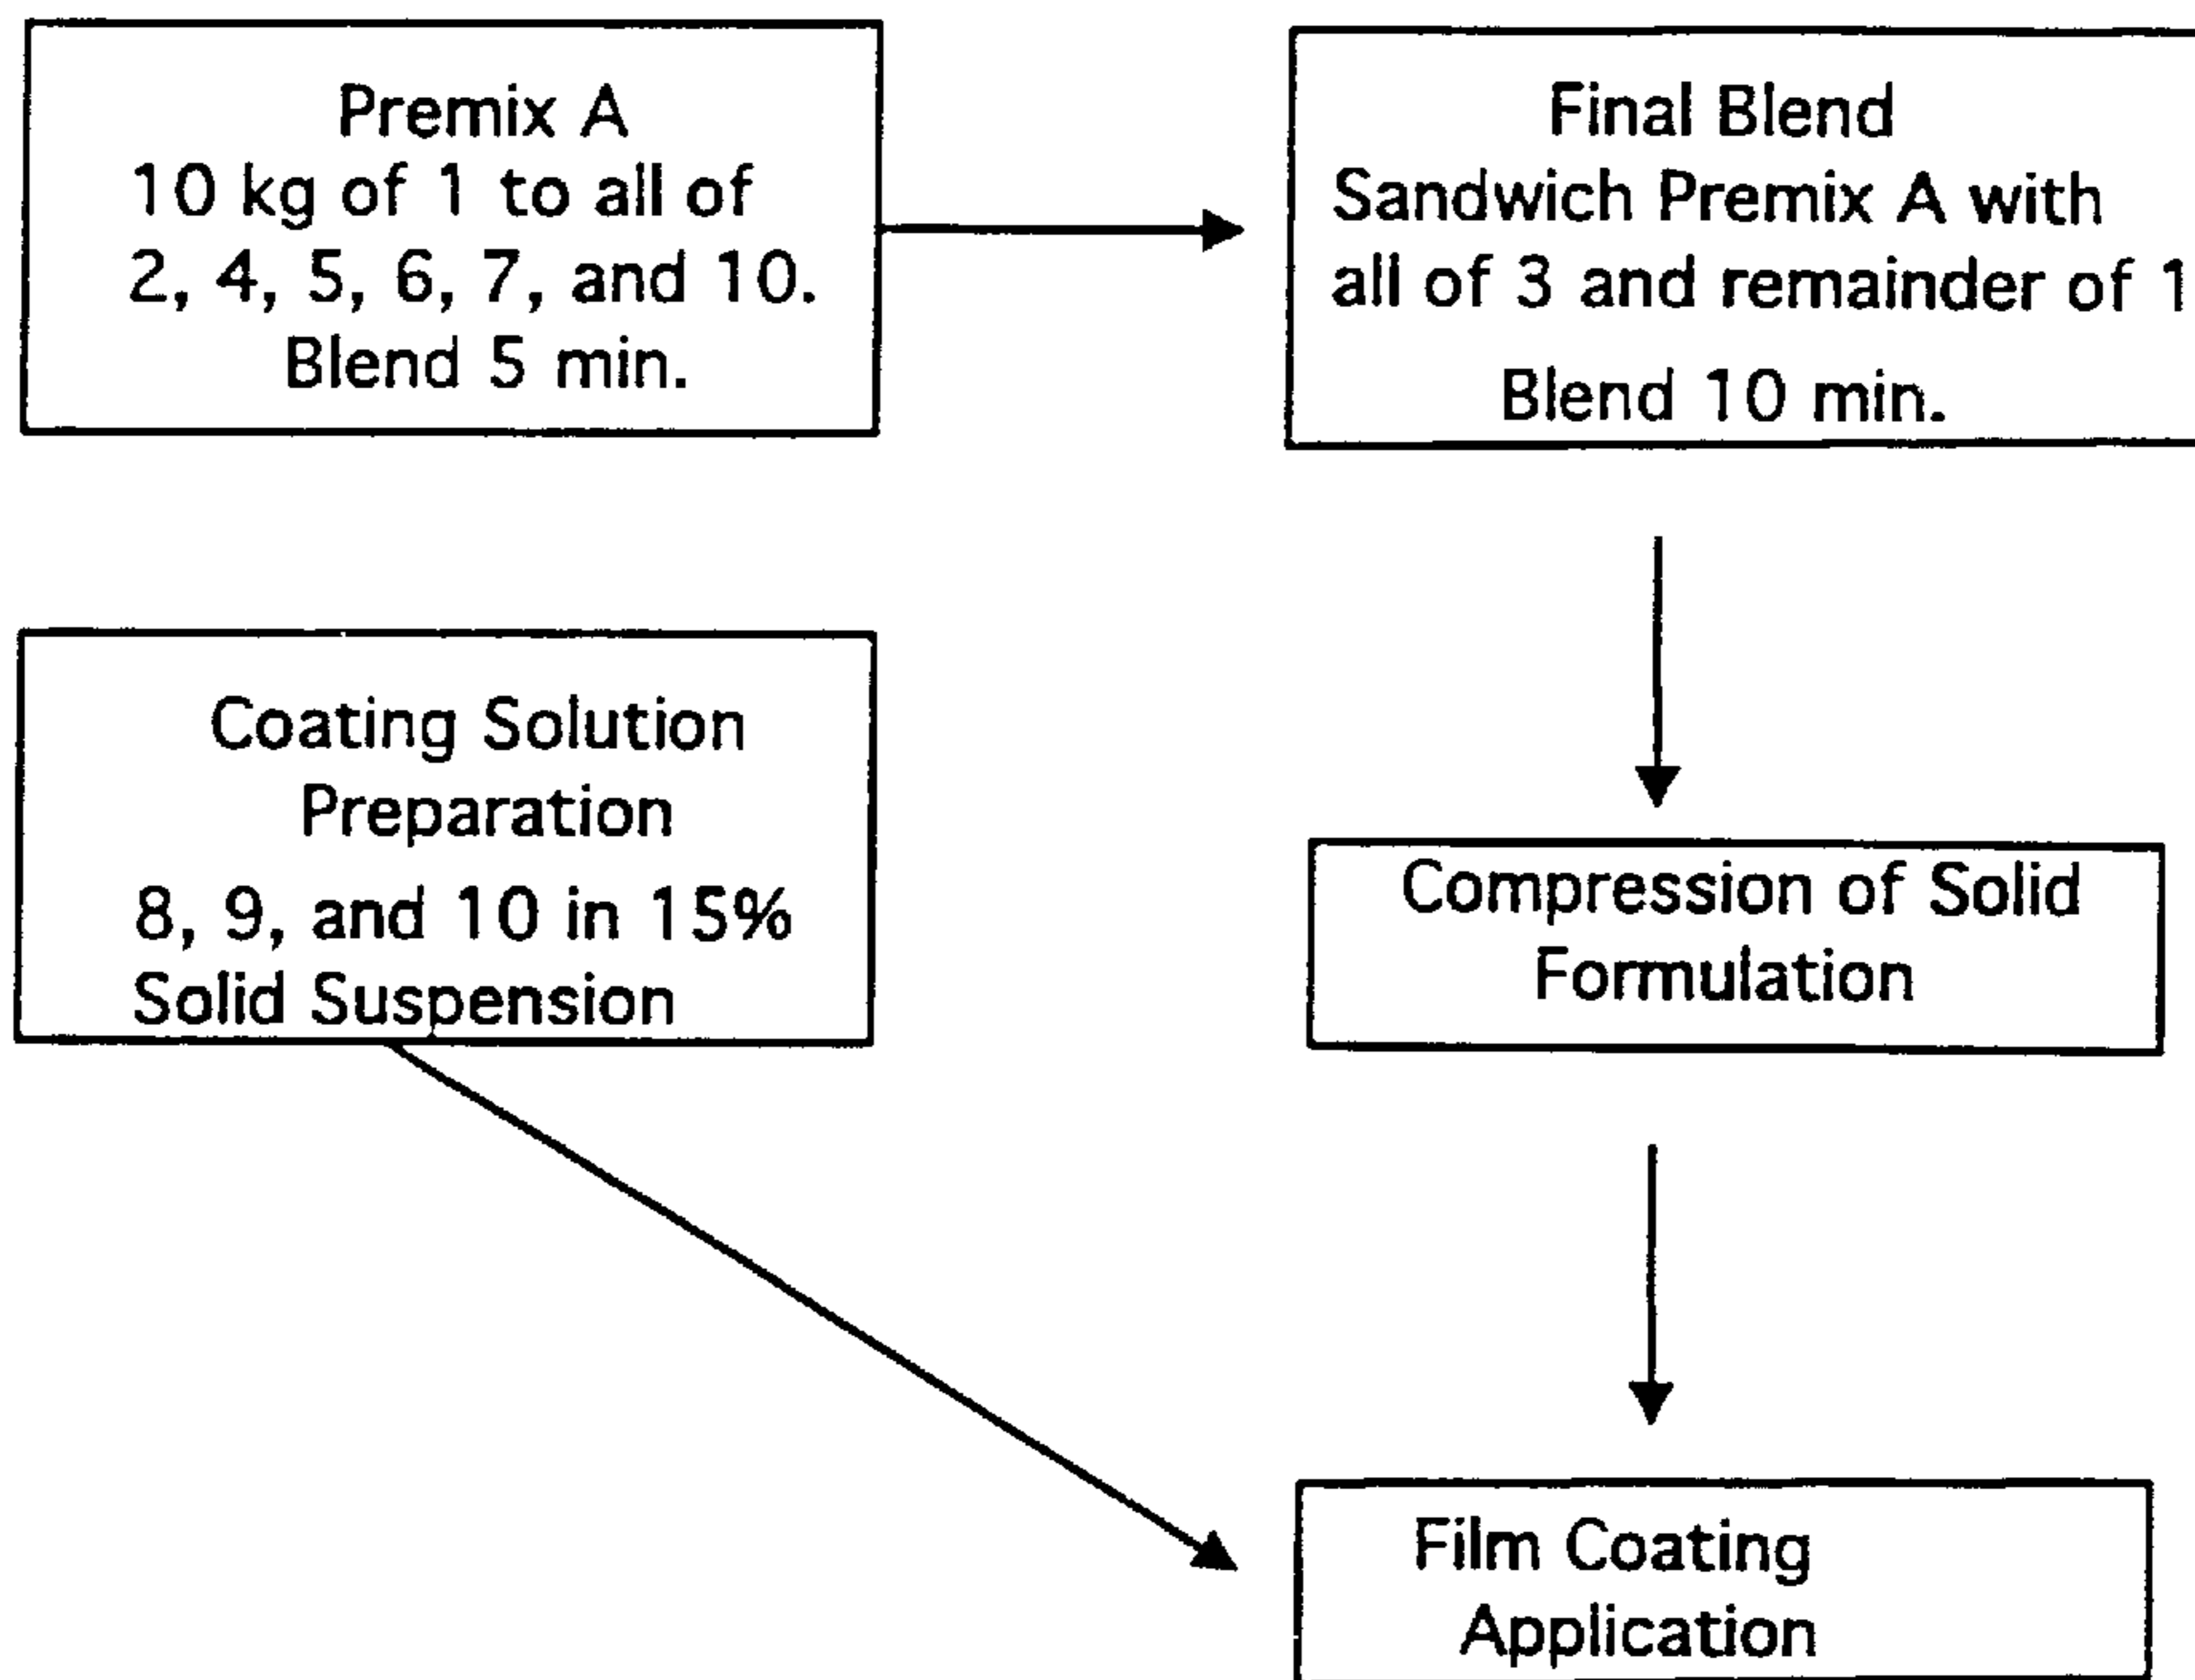 Premix A
10 kg of 1 to all of
2, 4, 5, 6, 7, and 10.
Blend 5 min.
Final Blend
Sandwich Premix A with
all of 3 and remainder of 1
Blend 10 min.
Coating Solution
Preparation
8, 9, and 10 in 15%
Solid Suspension
Compression of Solid
Formulation
Film Coating
Application